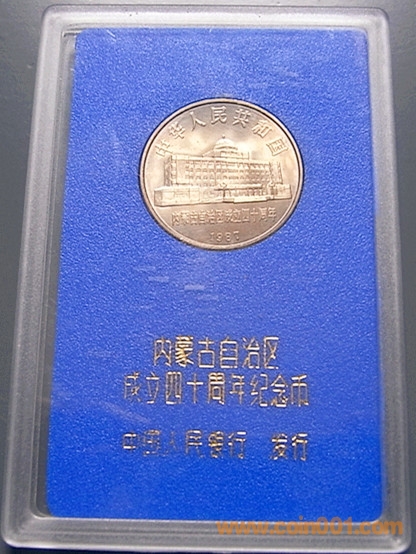 中华人民共和国
内蒙古自治区成立四十周年
1987
内蒙古自治区
成立四十周年纪念币
中国人民银行 发行
www.coin001.com